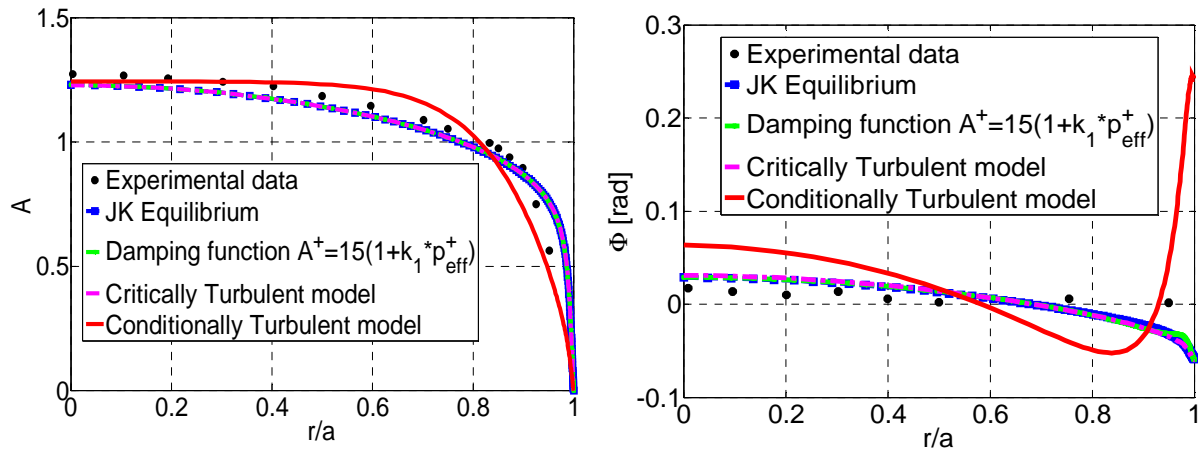 1.5
1
0.5
0
A
Experimental data
JK Equilibrium
Damping function A⁺=15(1+k₁*p⁺eff)
Critically Turbulent model
Conditionally Turbulent model
0 0.2 0.4 0.6 0.8 1
r/a
0.3
0.2
0.1
0
-0.1
Φ [rad]
Experimental data
JK Equilibrium
Damping function A⁺=15(1+k₁*p⁺eff)
Critically Turbulent model
Conditionally Turbulent model
0 0.2 0.4 0.6 0.8 1
r/a